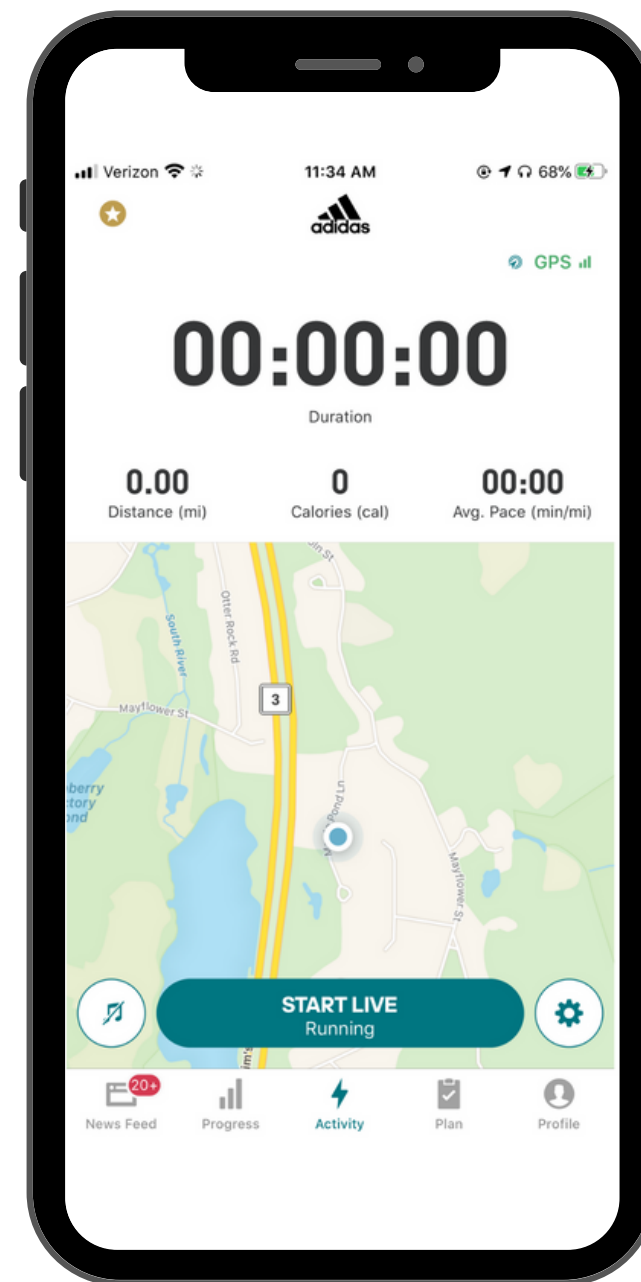 Verizon
11:34 AM
68%
adidas
GPS
00:00:00
Duration
0.00
0
00:00
Distance (mi)
Calories (cal)
Avg. Pace (min/mi)
Otter Rock Rd
South River
Mayflower St
3
Pond Ln
Mayflower St
START LIVE
Running
20+
News Feed
Progress
Activity
Plan
Profile